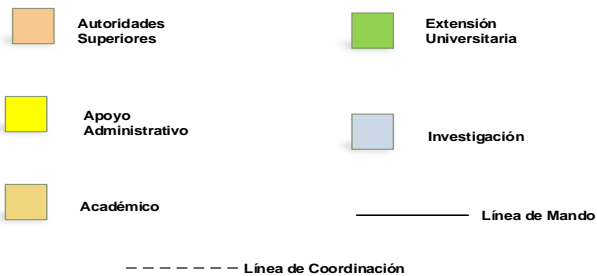 Autoridades
Superiores
Extensión
Universitaria
Apoyo
Administrativo
Investigación
Académico
Línea de Mando
Línea de Coordinación